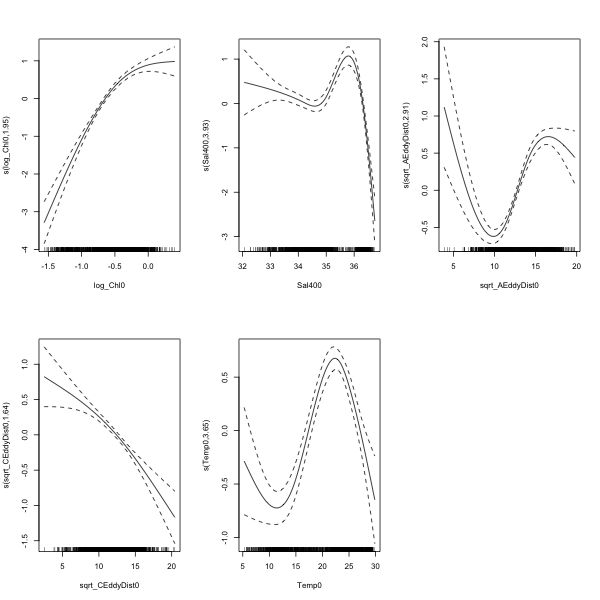 s(log_Chl0,1.95)
1
0
-1
-2
-3
-4
-1.5 -1.0 -0.5 0.0
log_Chl0
s(Sal400,3.93)
1
0
-1
-2
-3
32 33 34 35 36
Sal400
s(sqrt_AEddyDist0,2.91)
2.0
1.5
1.0
0.5
0.0
-0.5
5 10 15 20
sqrt_AEddyDist0
s(sqrt_CEddyDist0,1.64)
1.0
0.5
0.0
-0.5
-1.0
-1.5
5 10 15 20
sqrt_CEddyDist0
s(Temp0,3.65)
0.5
0.0
-0.5
-1.0
5 10 15 20 25 30
Temp0